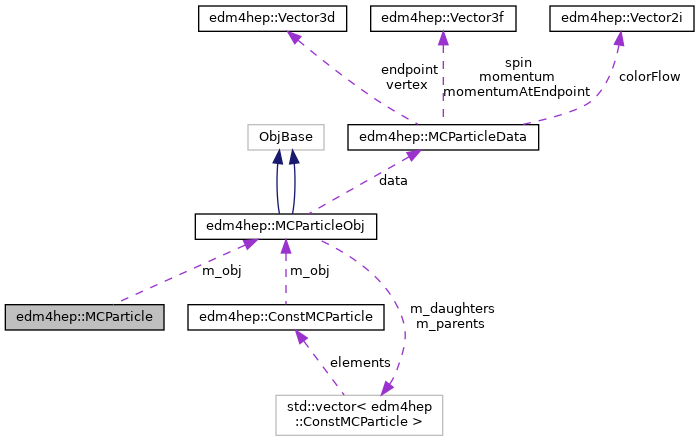 edm4hep::Vector3d
edm4hep::Vector3f
edm4hep::Vector2i
endpoint
vertex
spin
momentum
momentumAtEndpoint
colorFlow
ObjBase
edm4hep::MCParticleData
data
edm4hep::MCParticleObj
m_obj
m_obj
edm4hep::MCParticle
edm4hep::ConstMCParticle
m_daughters
m_parents
elements
std::vector< edm4hep
::ConstMCParticle >